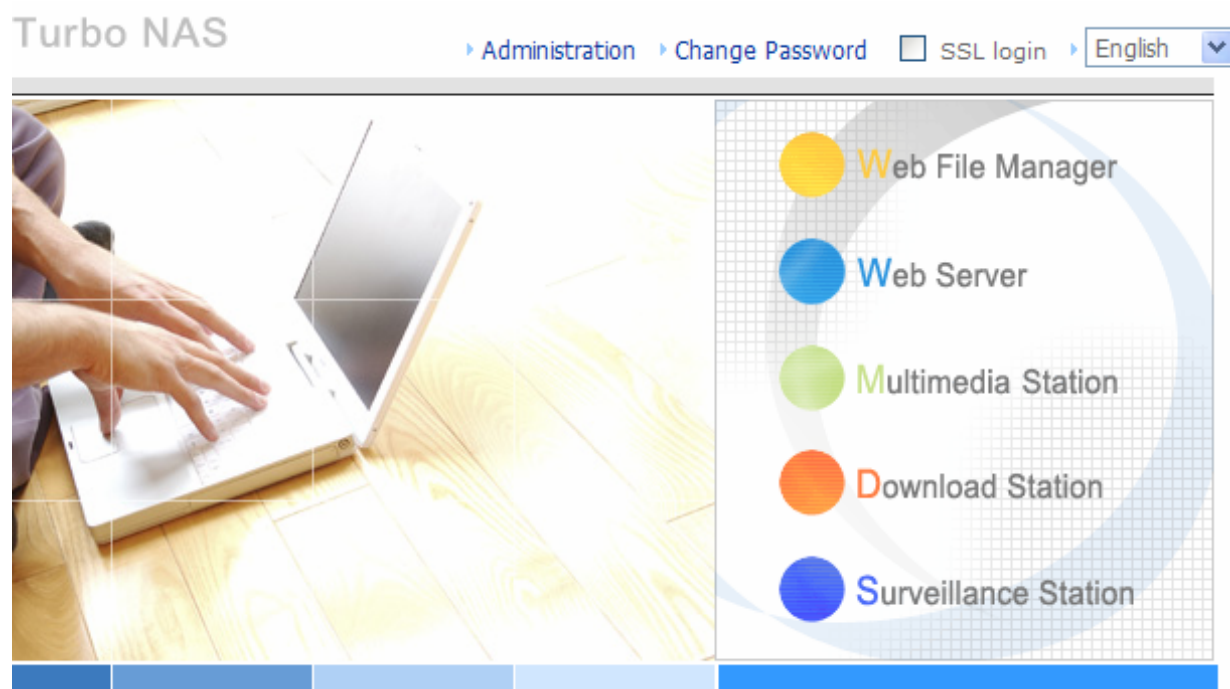 Turbo NAS
Administration Change Password SSL login English
Web File Manager
Web Server
Multimedia Station
Download Station
Surveillance Station